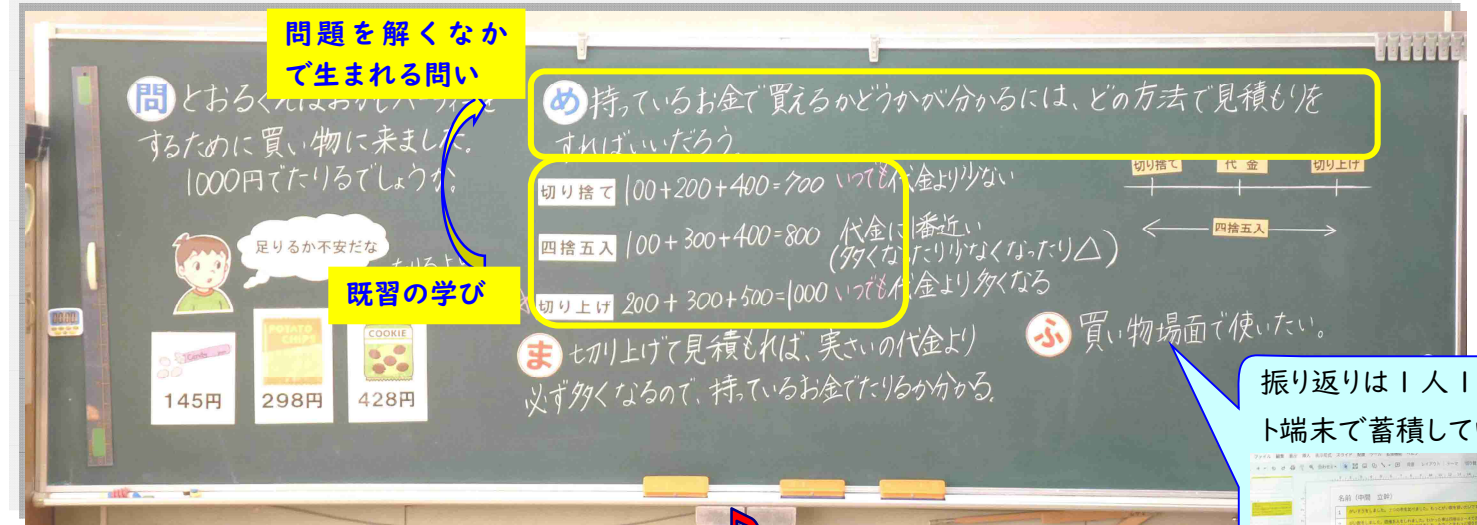 問題を解くなか
で生まれる問い
既習の学び
問 とおるくんはおかしパーティーを
するために買い物に来ました。
1000円でたりるでしょうか。
足りるか不安だな
145円
POTATO CHIPS
298円
COOKIE
428円
め 持っているお金で買えるかどうかが分かるには、どの方法で見積もりを
すればいいだろう。
切り捨て 100+200+400=700 いつでも代金より少ない
四捨五入 100+300+400=800 代金に1番近い
(多くなったり少なくなったり△)
切り上げ 200+300+500=1000 いつでも代金より多くなる
ま 切り上げて見積もれば、実さいの代金より
必ず多くなるので、持っているお金でたりるか分かる。
切り捨て 代金 切り上げ
四捨五入
ふ 買い物場面で使いたい。
振り返りは1人1
ト端末で蓄積して